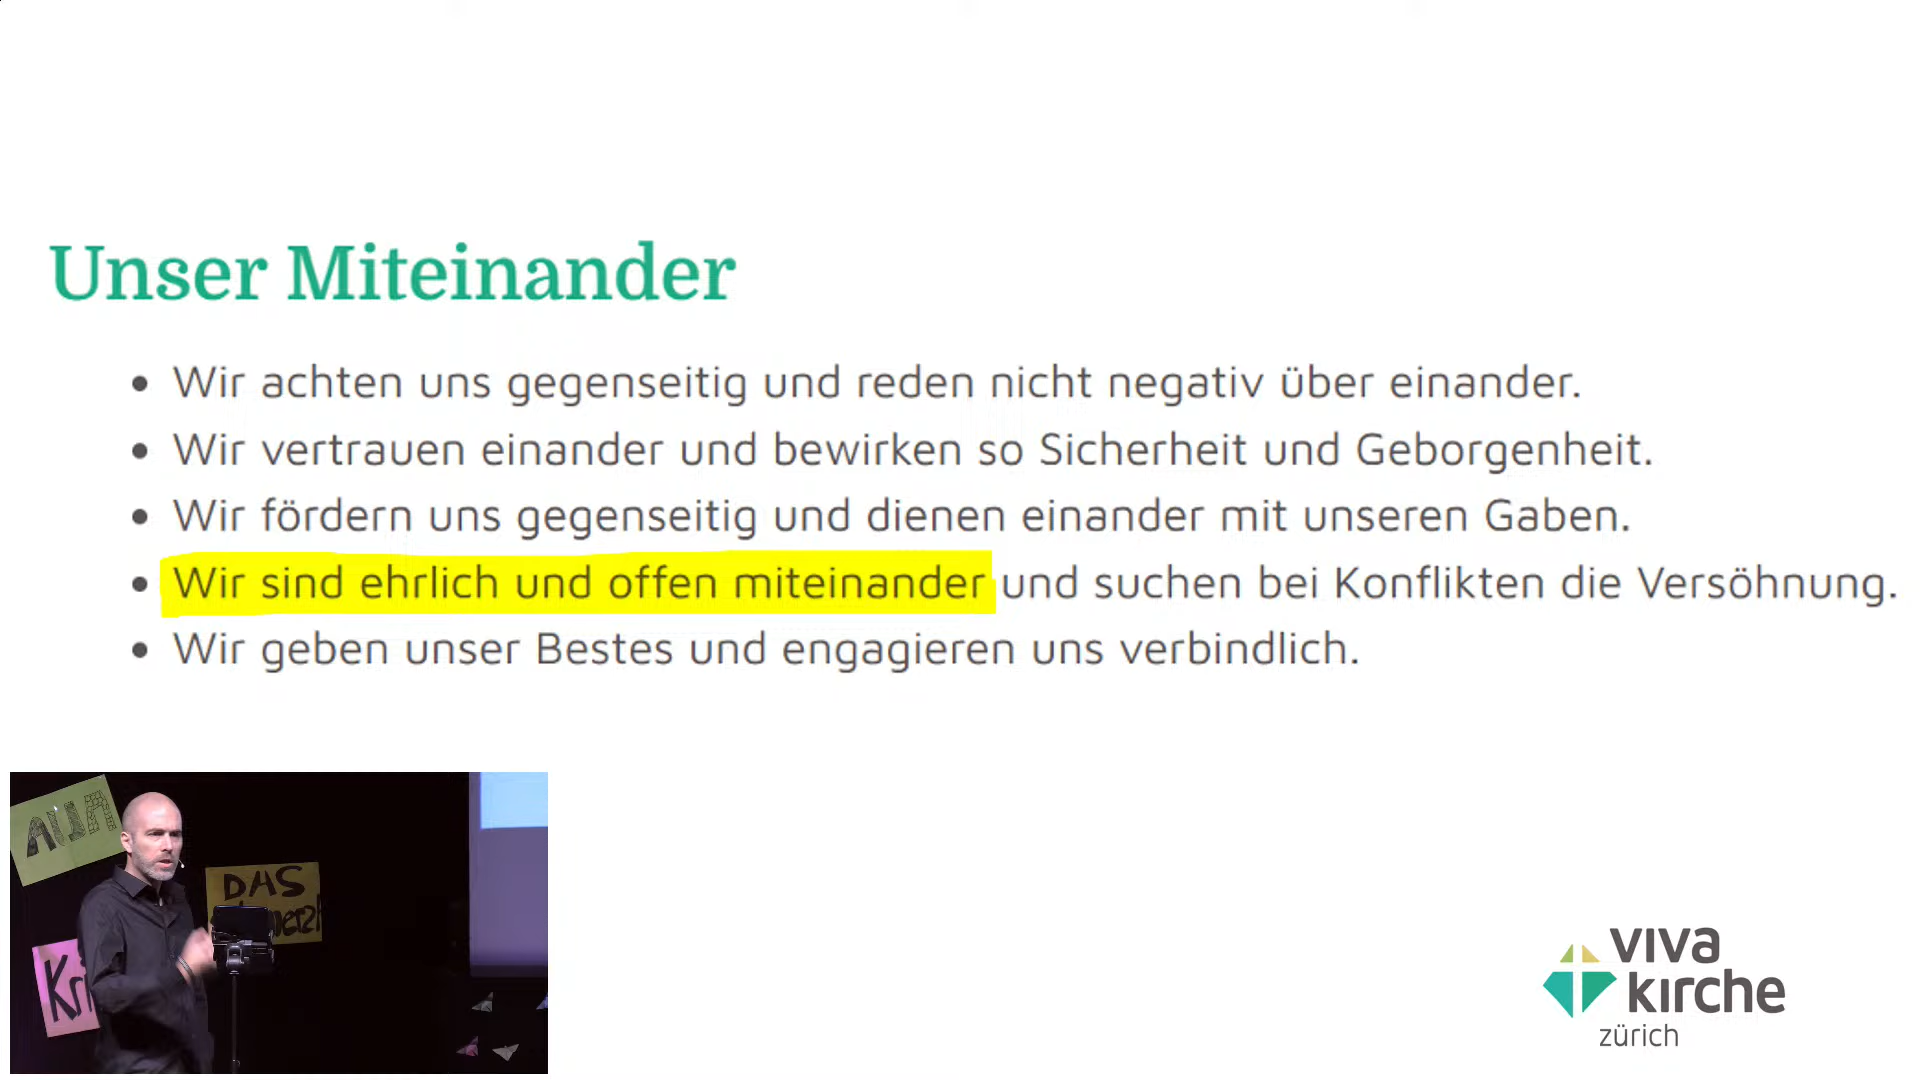 Unser Miteinander
• Wir achten uns gegenseitig und reden nicht negativ über einander.
• Wir vertrauen einander und bewirken so Sicherheit und Geborgenheit.
• Wir fördern uns gegenseitig und dienen einander mit unseren Gaben.
• Wir sind ehrlich und offen miteinander und suchen bei Konflikten die Versöhnung.
• Wir geben unser Bestes und engagieren uns verbindlich.
DAS
viva
kirche
zürich